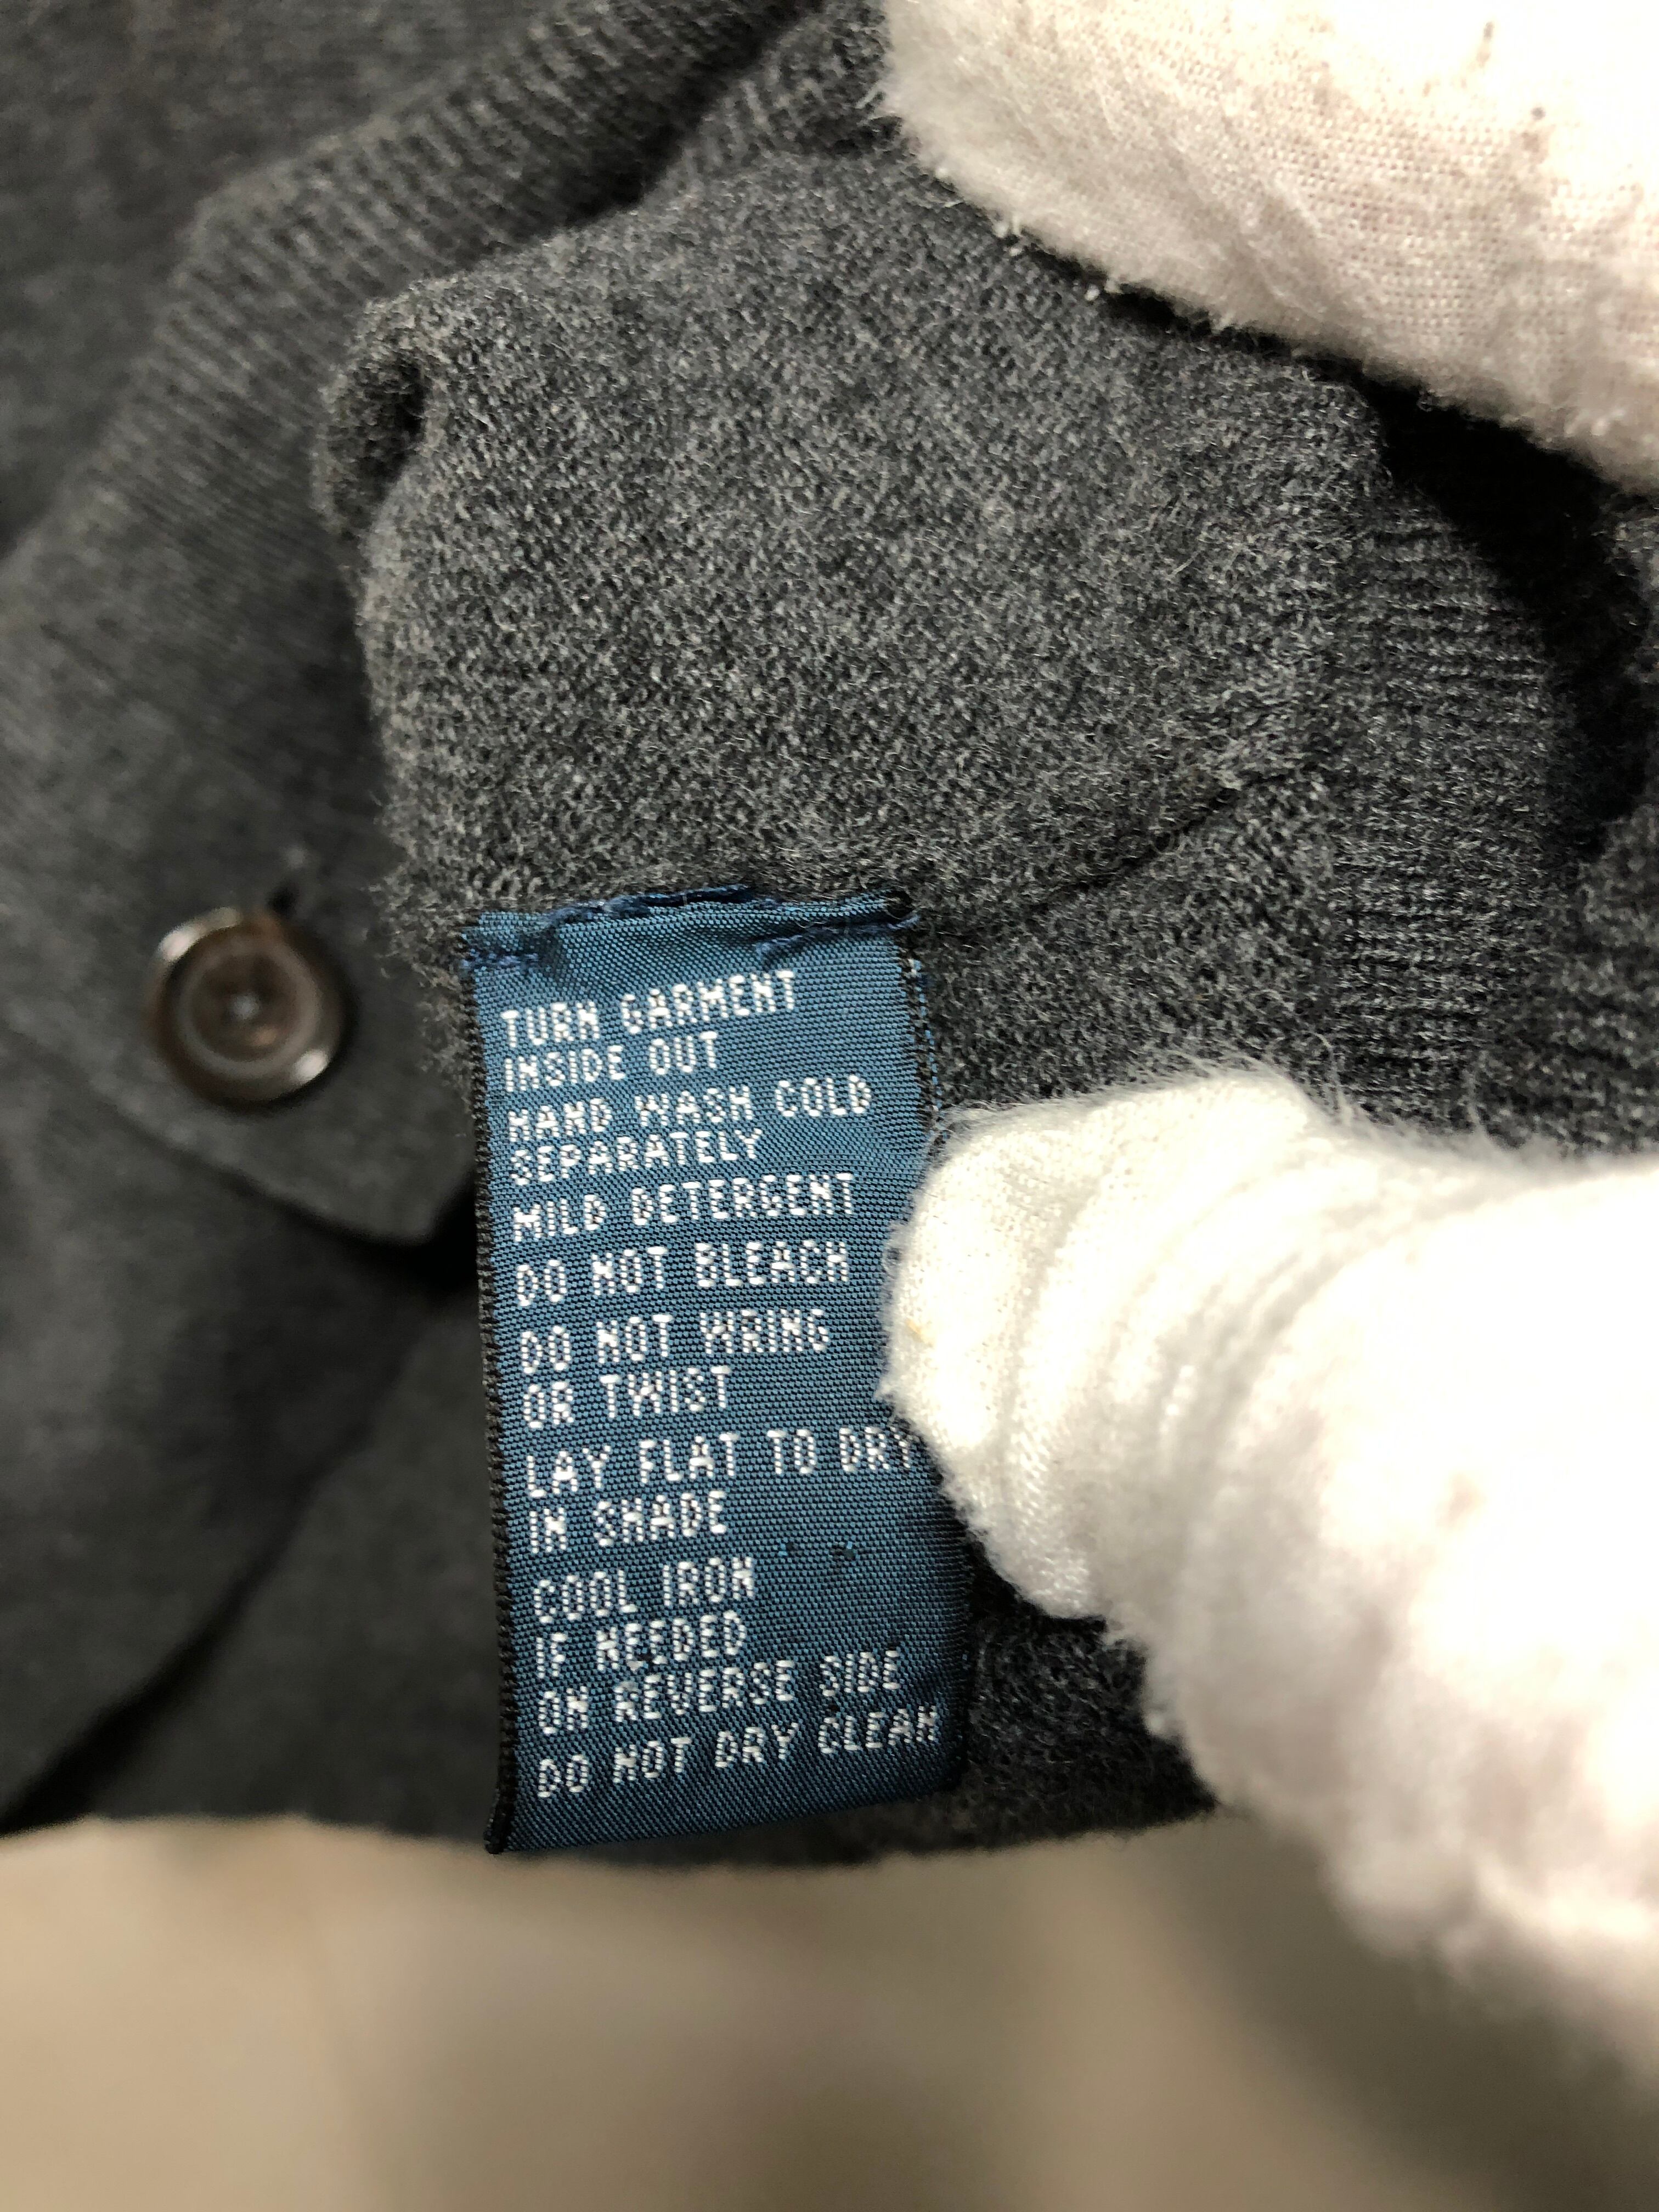 TURN GARMENT
INSIDE OUT
HAND WASH COLD
SEPARATELY
MILD DETERGENT
DO NOT BLEACH
DO NOT WRING
OR TWIST
LAY FLAT TO DRY
IN SHADE
COOL IRON
IF NEEDED
ON REVERSE SIDE
DO NOT DRY CLEAN